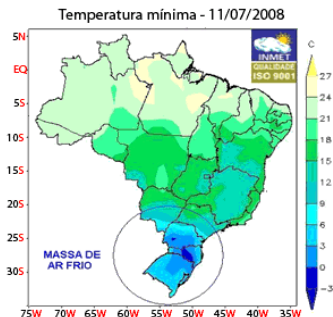 Temperatura mínima - 11/07/2008
5N
EQ
5S
10S
15S
20S
25S
30S
75W 70W 65W 60W 55W 50W 45W 40W 35W
INMET
QUALIDADE
ISO 9001
MASSA DE
AR FRIO
C
27
24
21
18
15
12
9
6
3
0
-3